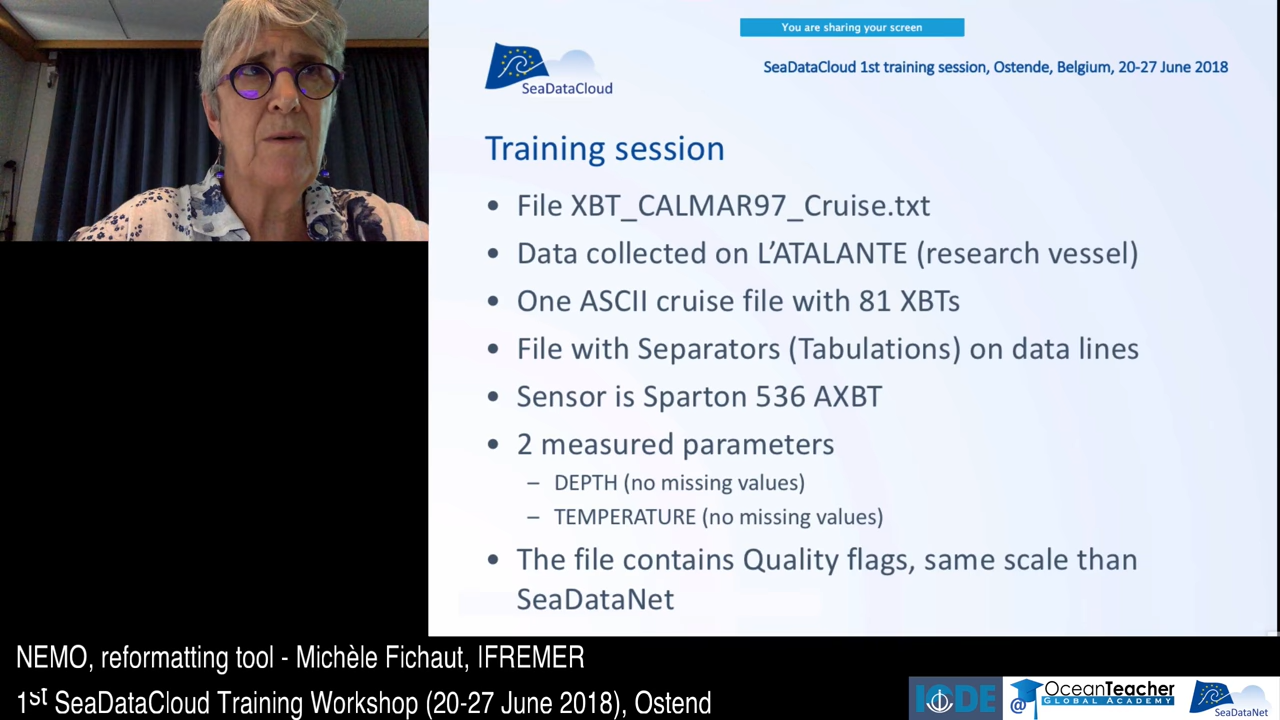 You are sharing your screen
SeaDataCloud
SeaDataCloud 1st training session, Ostende, Belgium, 20-27 June 2018
Training session
• File XBT_CALMAR97_Cruise.txt
• Data collected on L'ATALANTE (research vessel)
• One ASCII cruise file with 81 XBTs
• File with Separators (Tabulations) on data lines
• Sensor is Sparton 536 AXBT
• 2 measured parameters
– DEPTH (no missing values)
– TEMPERATURE (no missing values)
• The file contains Quality flags, same scale than
SeaDataNet
NEMO, reformatting tool - Michèle Fichaut, IFREMER
1st SeaDataCloud Training Workshop (20-27 June 2018), Ostend
IODE
@ OceanTeacher
GLOBAL ACADEMY
SeaDataNet